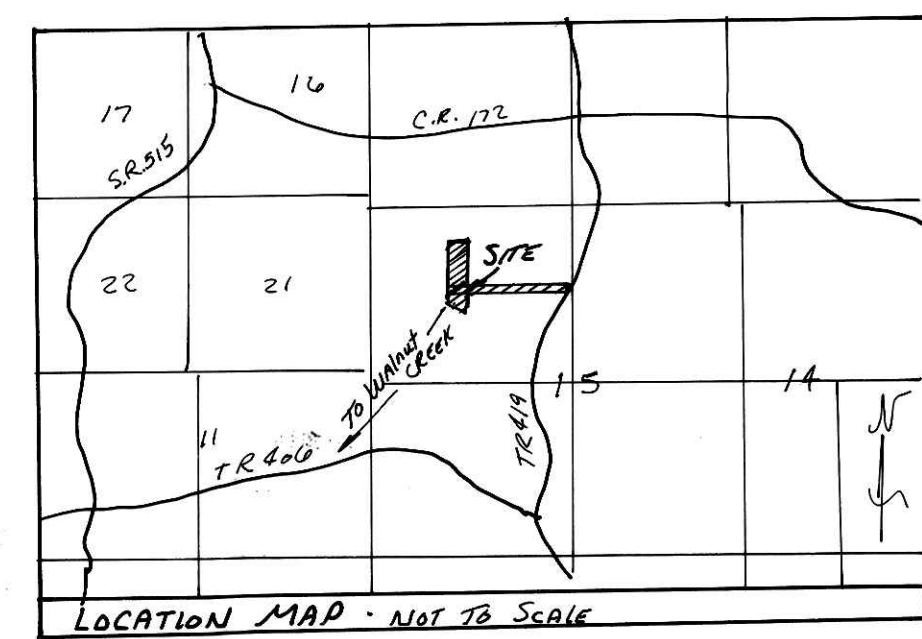 16
17
C.R. 172
S.R. 515
SITE
22
21
TO WAlnut
CREEK
15
14
TR 419
N
11
TR 406
LOCATION MAP - NOT TO SCALE